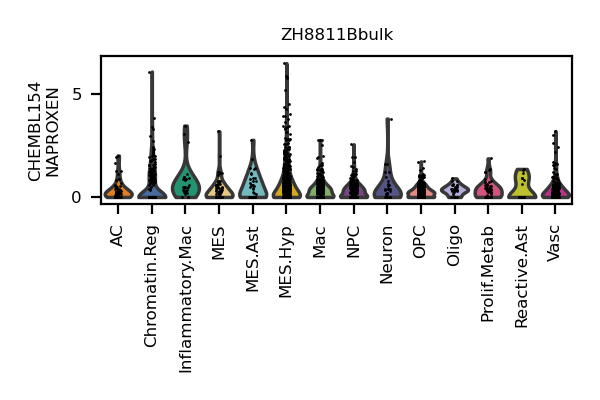 ZH8811Bbulk
CHEMBL154
NAPROXEN
5
0
AC
Chromatin.Reg
Inflammatory.Mac
MES
MES.Ast
MES.Hyp
Mac
NPC
Neuron
OPC
Oligo
Prolif.Metab
Reactive.Ast
Vasc